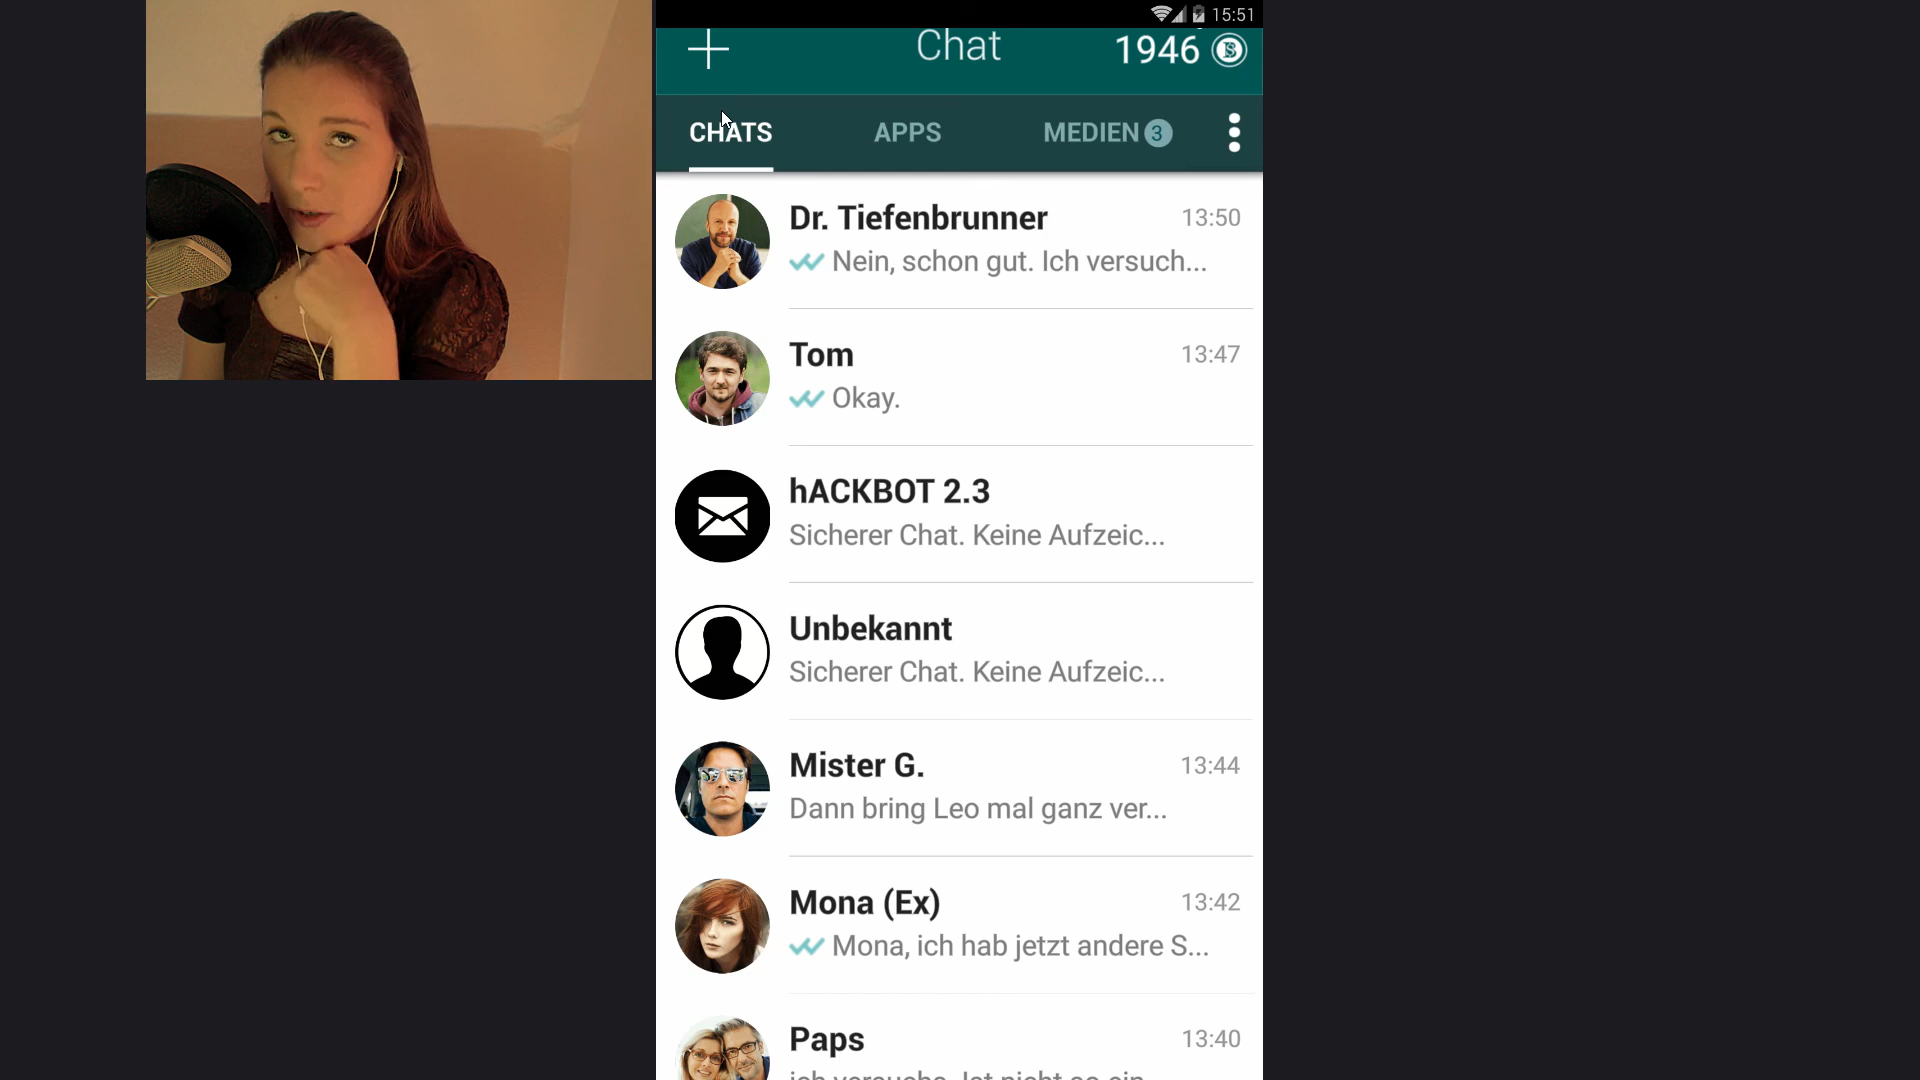 15:51
Chat
1946
CHATS
APPS
MEDIEN 3
Dr. Tiefenbrunner
13:50
Nein, schon gut. Ich versuch...
Tom
13:47
Okay.
hACKBOT 2.3
Sicherer Chat. Keine Aufzeic...
Unbekannt
Sicherer Chat. Keine Aufzeic...
Mister G.
13:44
Dann bring Leo mal ganz ver...
Mona (Ex)
13:42
Mona, ich hab jetzt andere S...
Paps
13:40